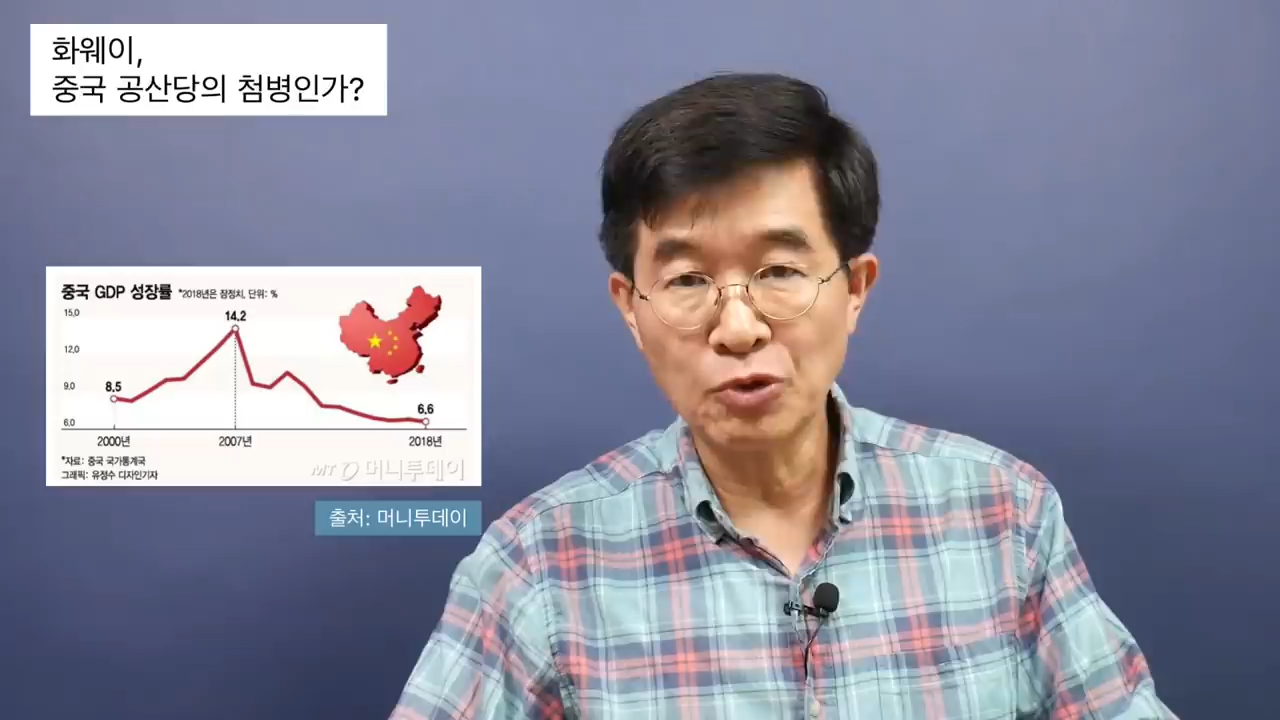 화웨이,
중국 공산당의 첨병인가?
중국 GDP 성장률 *2018년은 잠정치, 단위: %
15,0
14.2
12,0
9,0
8.5
6.6
6,0
2000년
2007년
2018년
*자료: 중국 국가통계국
그래픽: 유정수 디자인기자
MT 머니투데이
출처: 머니투데이